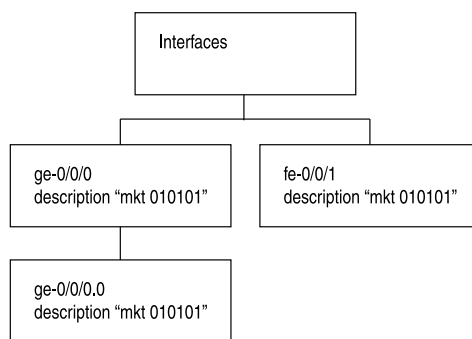 Interfaces
ge-0/0/0
description “mkt 010101”
fe-0/0/1
description “mkt 010101”
ge-0/0/0.0
description “mkt 010101”